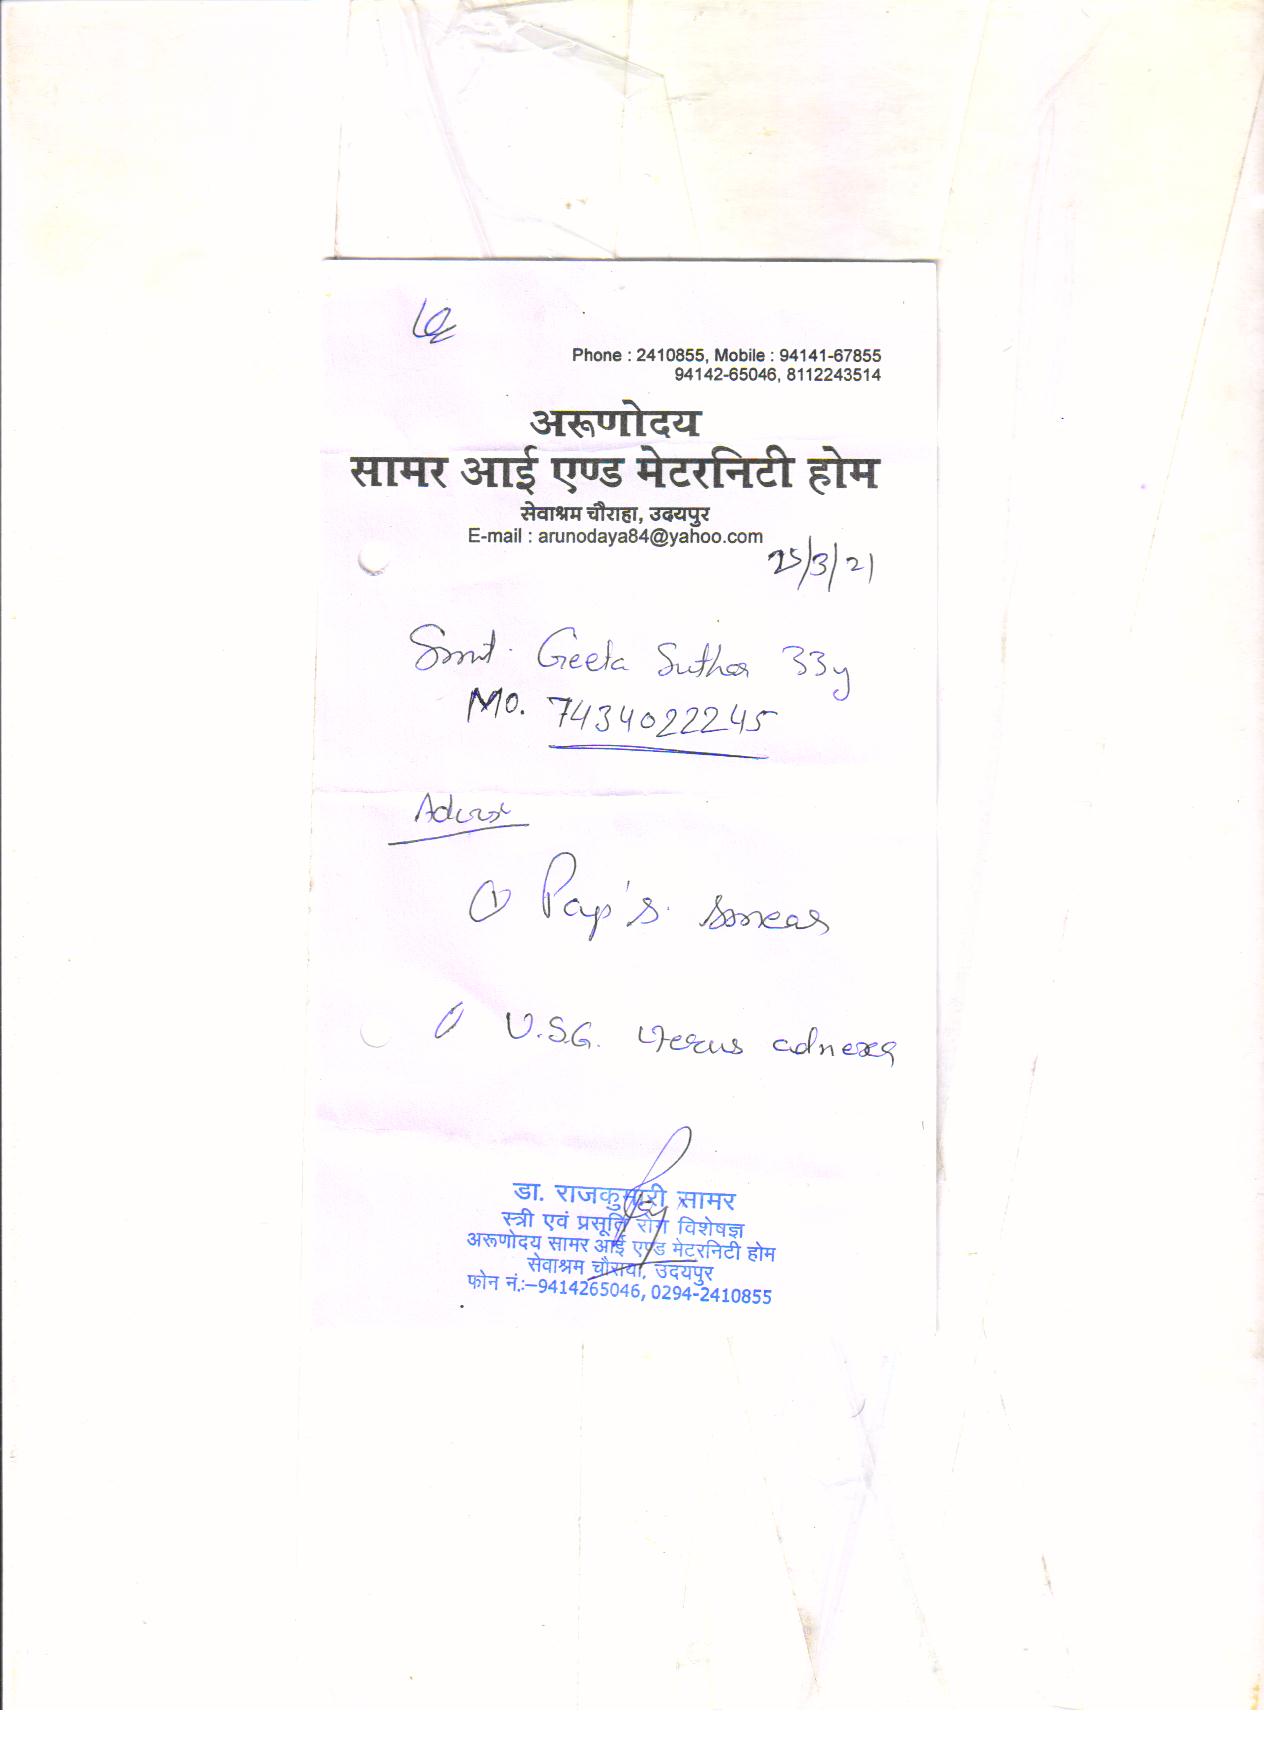 Phone : 2410855, Mobile : 94141-67855
94142-65046, 8112243514
अरूणोदय
सामर आई एण्ड मेटरनिटी होम
सेवाश्रम चौराहा, उदयपुर
E-mail : arunodaya84@yahoo.com
25/3/21
Smt. Geeta Suthar 33y
Mo. 7434022245
Advise
① Pap's smear
U.S.G. uterus adnexa
डा. राजकुमारी सामर
स्त्री एवं प्रसूति रोग विशेषज्ञ
अरूणोदय सामर आई एण्ड मेटरनिटी होम
सेवाश्रम चौराया, उदयपुर
फोन नं.:–9414265046, 0294-2410855